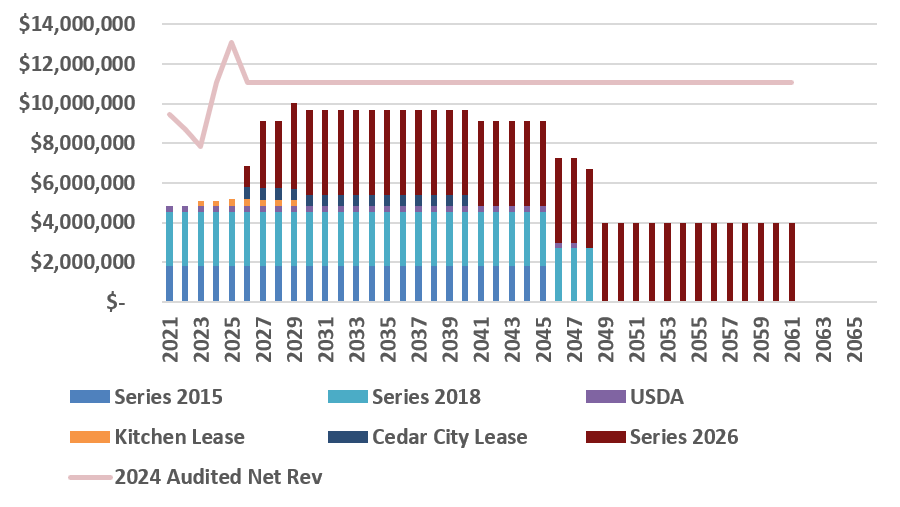 $14,000,000
$12,000,000
$10,000,000
$8,000,000
$6,000,000
$4,000,000
$2,000,000
$-
2021 2023 2025 2027 2029 2031 2033 2035 2037 2039 2041 2043 2045 2047 2049 2051 2053 2055 2057 2059 2061 2063 2065
Series 2015 Series 2018 USDA
Kitchen Lease Cedar City Lease Series 2026
2024 Audited Net Rev